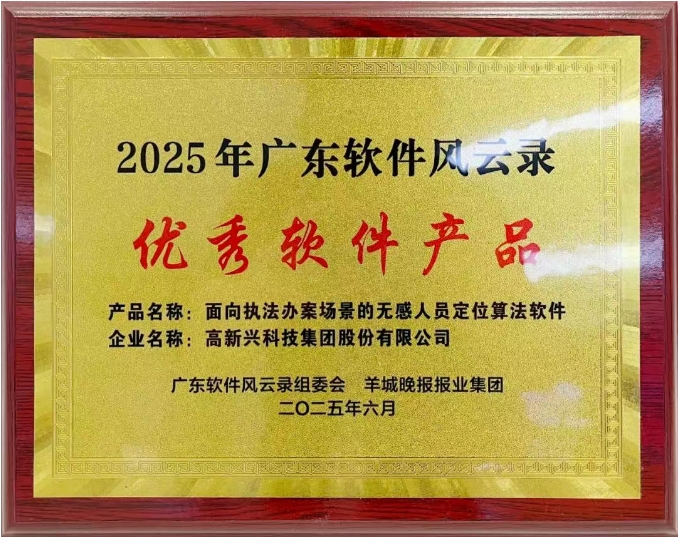 2025年广东软件风云录
优秀软件产品
产品名称：面向执法办案场景的无感人员定位算法软件
企业名称：高新兴科技集团股份有限公司
广东软件风云录组委会 羊城晚报报业集团
二〇二五年六月